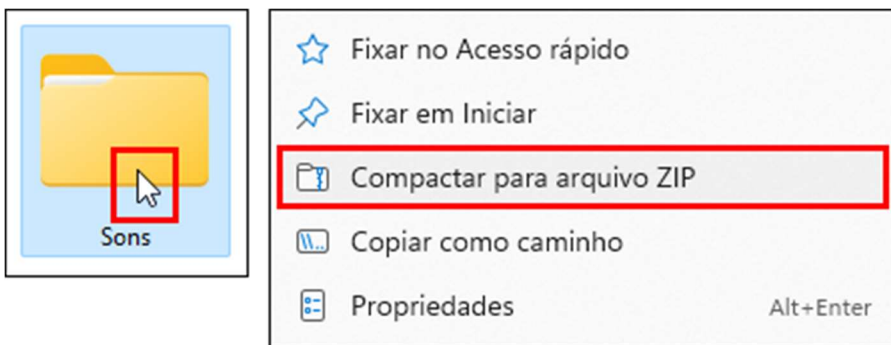 Sons
Fixar no Acesso rápido
Fixar em Iniciar
Compactar para arquivo ZIP
Copiar como caminho
Propriedades Alt+Enter